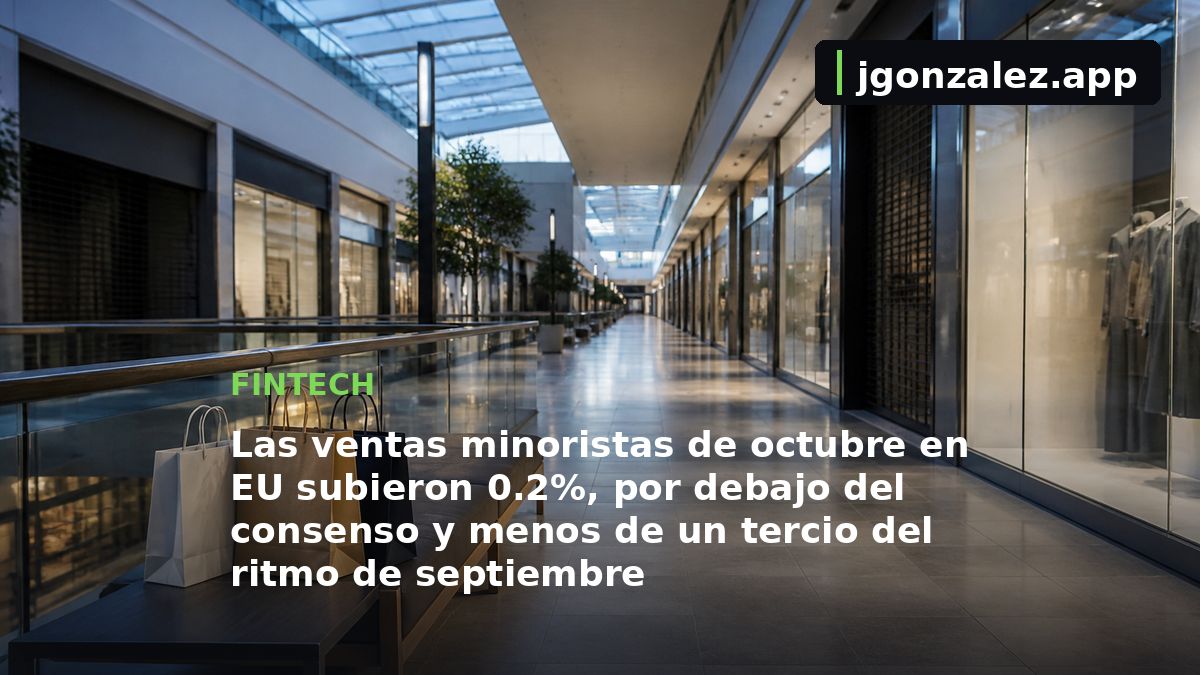 jgonzalez.app
FINTECH
Las ventas minoristas de octubre en
EU subieron 0.2%, por debajo del
consenso y menos de un tercio del
ritmo de septiembre